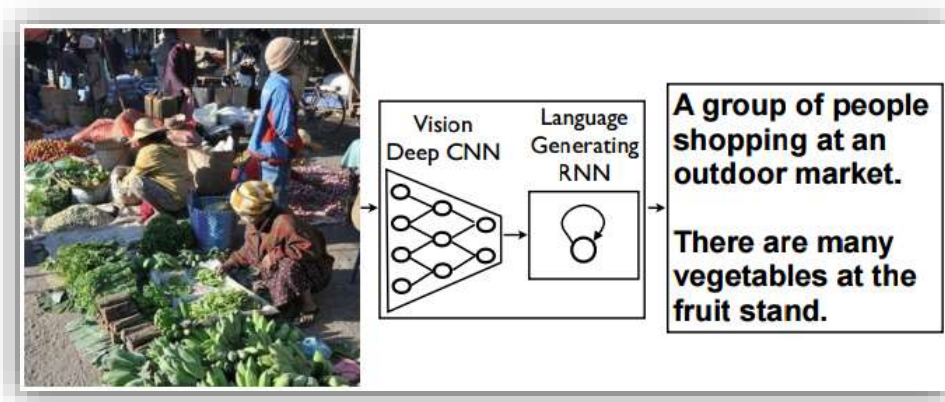 Vision
Deep CNN
Language
Generating
RNN
A group of people
shopping at an
outdoor market.
There are many
vegetables at the
fruit stand.